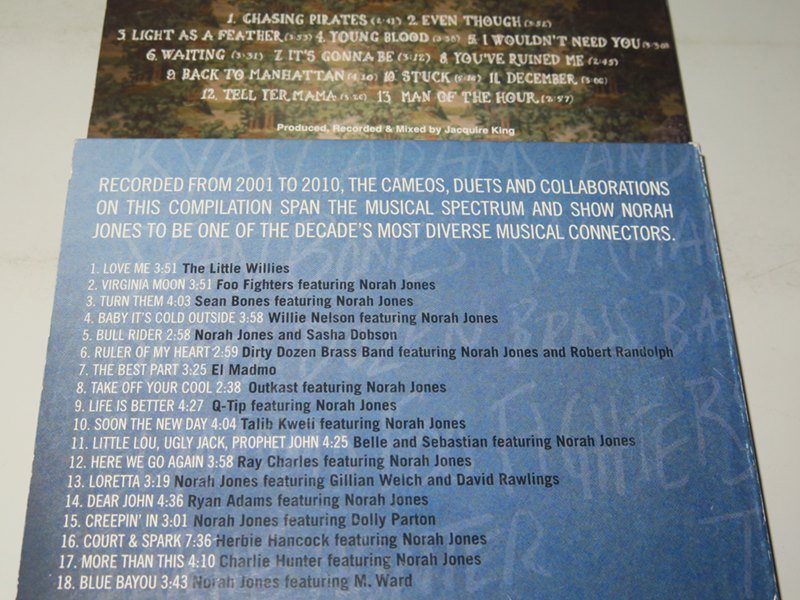 1. CHASING PIRATES (2:41) 2. EVEN THOUGH (3:52)
3. LIGHT AS A FEATHER (3:53) 4. YOUNG BLOOD (3:38) 5. I WOULDN'T NEED YOU (3:30)
6. WAITING (3:31) 7. IT'S GONNA BE (3:12) 8. YOU'VE RUINED ME (2:45)
9. BACK TO MANHATTAN (4:10) 10. STUCK (5:16) 11. DECEMBER (3:06)
12. TELL YER MAMA (3:26) 13. MAN OF THE HOUR (2:57)
Produced, Recorded & Mixed by Jacquire King
RYAN ADAMS AND
RECORDED FROM 2001 TO 2010, THE CAMEOS, DUETS AND COLLABORATIONS
ON THIS COMPILATION SPAN THE MUSICAL SPECTRUM AND SHOW NORAH
JONES TO BE ONE OF THE DECADE'S MOST DIVERSE MUSICAL CONNECTORS.
1. LOVE ME 3:51 The Little Willies
2. VIRGINIA MOON 3:51 Foo Fighters featuring Norah Jones
3. TURN THEM 4:03 Sean Bones featuring Norah Jones
4. BABY IT'S COLD OUTSIDE 3:58 Willie Nelson featuring Norah Jones
5. BULL RIDER 2:58 Norah Jones and Sasha Dobson
6. RULER OF MY HEART 2:59 Dirty Dozen Brass Band featuring Norah Jones and Robert Randolph
7. THE BEST PART 3:25 El Madmo
8. TAKE OFF YOUR COOL 2:38 Outkast featuring Norah Jones
9. LIFE IS BETTER 4:27 Q-Tip featuring Norah Jones
10. SOON THE NEW DAY 4:04 Talib Kweli featuring Norah Jones
11. LITTLE LOU, UGLY JACK, PROPHET JOHN 4:25 Belle and Sebastian featuring Norah Jones
12. HERE WE GO AGAIN 3:58 Ray Charles featuring Norah Jones
13. LORETTA 3:19 Norah Jones featuring Gillian Welch and David Rawlings
14. DEAR JOHN 4:36 Ryan Adams featuring Norah Jones
15. CREEPIN' IN 3:01 Norah Jones featuring Dolly Parton
16. COURT & SPARK 7:36 Herbie Hancock featuring Norah Jones
17. MORE THAN THIS 4:10 Charlie Hunter featuring Norah Jones
18. BLUE BAYOU 3:43 Norah Jones featuring M. Ward